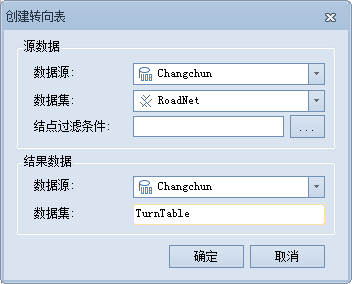 创建转向表
源数据
数据源: Changchun
数据集: RoadNet
结点过滤条件: ...
结果数据
数据源: Changchun
数据集: TurnTable
确定 取消